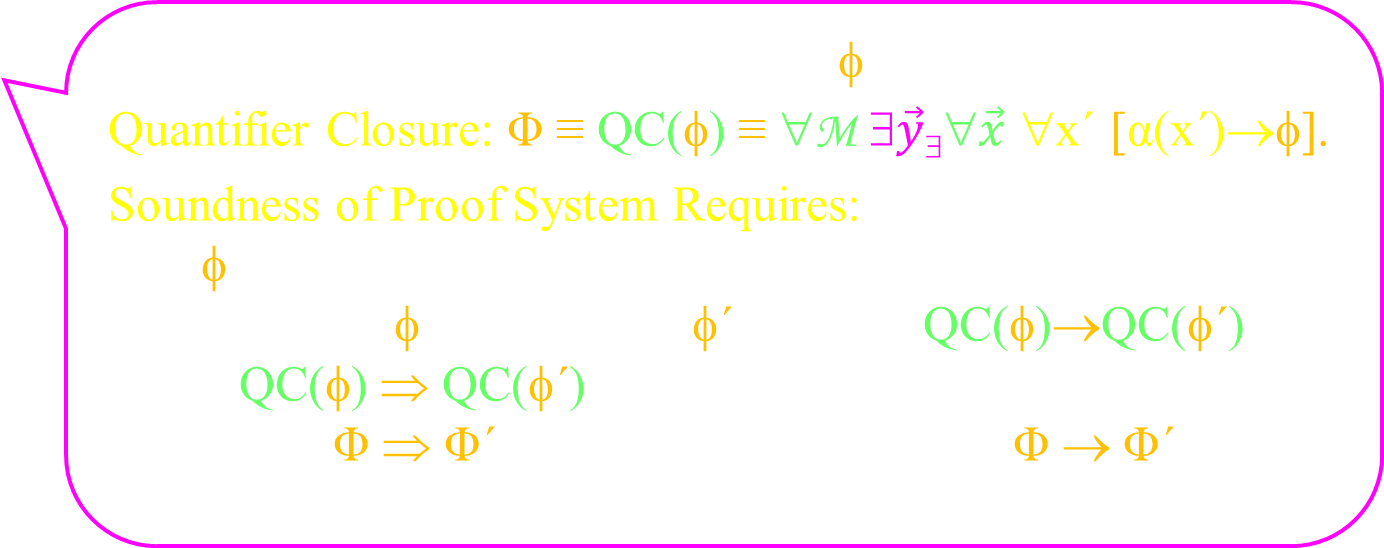 ϕ
Quantifier Closure: Φ ≡ QC(ϕ) ≡ ∀ℳ ∃y⃗∃∀x⃗ ∀x´ [α(x´)→ϕ].
Soundness of Proof System Requires:
ϕ
ϕ ϕ´ QC(ϕ)→QC(ϕ´)
QC(ϕ) ⇒ QC(ϕ´)
Φ ⇒ Φ´ Φ → Φ´